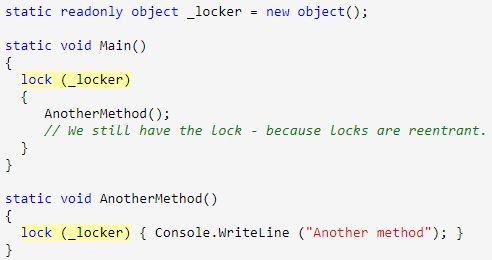 static readonly object _locker = new object();
static void Main()
{
lock (_locker)
{
AnotherMethod();
// We still have the lock - because locks are reentrant.
}
}
static void AnotherMethod()
{
lock (_locker) { Console.WriteLine ("Another method"); }
}